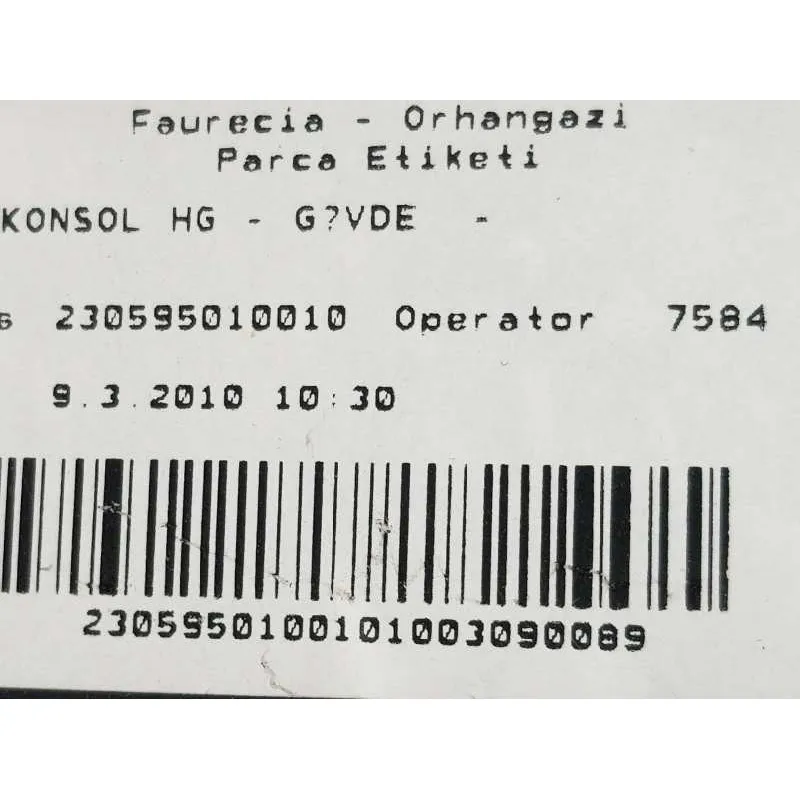 Faurecia - Orhangazi
Parca Etiketi
KONSOL HG - G?VDE -
230595010010 Operator 7584
9.3.2010 10:30
2305950100101003090089